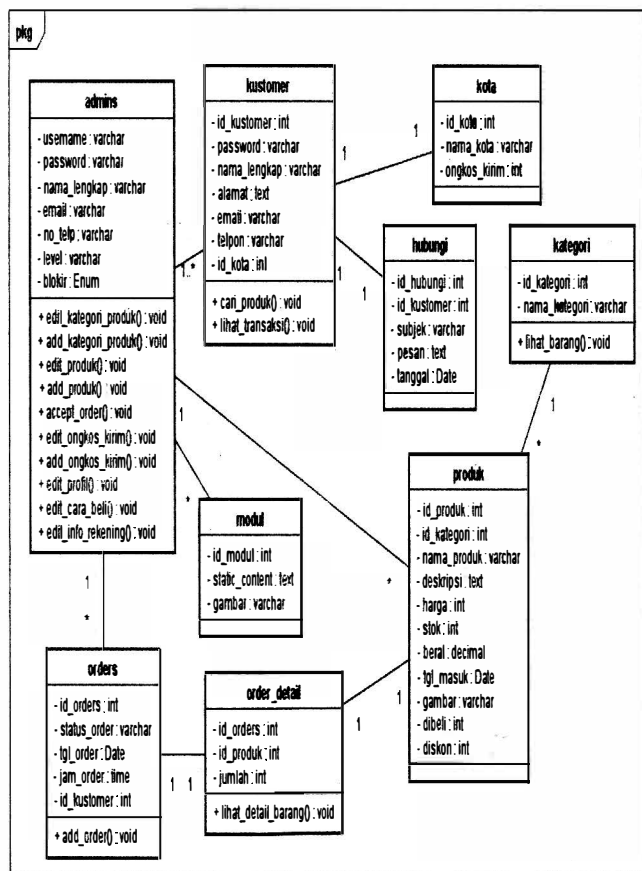 pkg
admins
- username : varchar
- password : varchar
- nama_lengkap : varchar
- email : varchar
- no_telp : varchar
- level : varchar
- blokir : Enum
+ edit_kategori_produk() : void
+ add_kategori_produk() : void
+ edit_produk() : void
+ add_produk() : void
+ accept_order() : void
+ edit_ongkos_kirim() : void
+ add_ongkos_kirim() : void
+ edit_profil() : void
+ edit_cara_beli() : void
+ edit_info_rekening() : void
kustomer
- id_kustomer : int
- password : varchar
- nama_lengkap : varchar
- alamat : text
- emati : varchar
- telpon : varchar
- id_kota : int
+ cari_produk() : void
+ lihat_transaksi() : void
kota
- id_kota : int
- nama_kota : varchar
- ongkos_kirim : int
hubungi
- id_hubungi : int
- id_kustomer : int
- subjek : varchar
- pesan : text
- tanggal : Date
kategori
- id_kategori : int
- nama_kategori : varchar
+ lihat_barang() : void
modul
- id_modul : int
- static_content : text
- gambar : varchar
produk
- id_produk : int
- id_kategori : int
- nama_produk : varchar
- deskripsi : text
- harga : int
- stok : int
- beral : decimal
- tgl_masuk : Date
- gambar : varchar
- dibeli : int
- diskon : int
orders
- id_orders : int
- status_order : varchar
- tgl_order : Date
- jam_order : time
- id_kustomer : int
+ add_order() : void
order_detail
- id_orders : int
- id_produk : int
- jumlah : int
+ lihat_detail_barang() : void
1
1
1..*
1
1
1
*
1
*
*
1
*
1
1
1
1